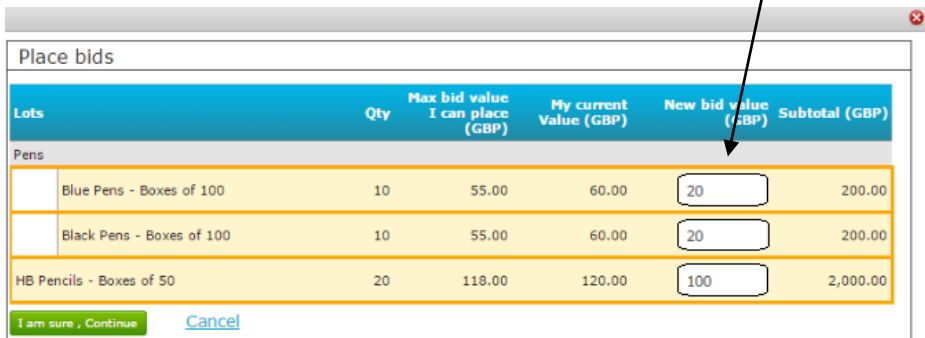 Place bids
Lots Qty Max bid value I can place (GBP) My current Value (GBP) New bid value (GBP) Subtotal (GBP)
Pens
Blue Pens - Boxes of 100 10 55.00 60.00 20 200.00
Black Pens - Boxes of 100 10 55.00 60.00 20 200.00
HB Pencils - Boxes of 50 20 118.00 120.00 100 2,000.00
I am sure , Continue Cancel